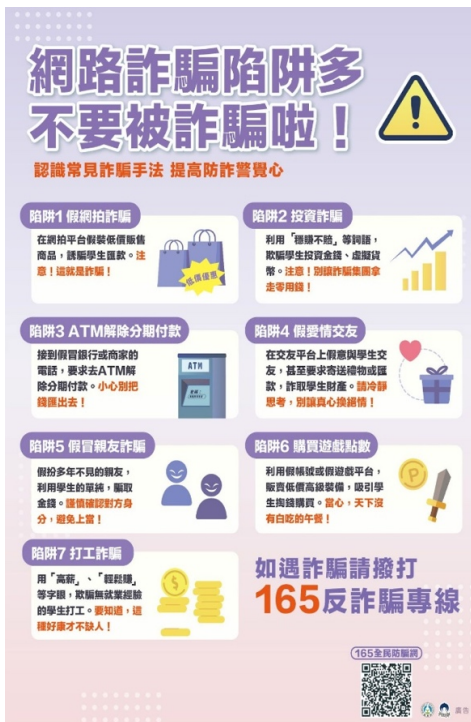 網路詐騙陷阱多
不要被詐騙啦！
認識常見詐騙手法 提高防詐警覺心
陷阱1 假網拍詐騙
在網拍平台假裝低價販售
商品，誘騙學生匯款。注
意！這就是詐騙！
特價優惠
陷阱2 投資詐騙
利用「穩賺不賠」等詞語，
欺騙學生投資金錢、虛擬貨
幣。注意！別讓詐騙集團拿
走零用錢！
陷阱3 ATM解除分期付款
接到假冒銀行或商家的
電話，要求去ATM解
除分期付款。小心別把
錢匯出去！
ATM
陷阱4 假愛情交友
在交友平台上假意與學生交
友，甚至要求寄送禮物或匯
款，詐取學生財產。請冷靜
思考，別讓真心換絕情！
陷阱5 假冒親友詐騙
假扮多年不見的親友，
利用學生的單純，騙取
金錢。謹慎確認對方身
分，避免上當！
陷阱6 購買遊戲點數
利用假帳號或假遊戲平台，
販賣低價高級裝備，吸引學
生掏錢購買。當心，天下沒
有白吃的午餐！
P
陷阱7 打工詐騙
用「高薪」、「輕鬆賺」
等字眼，欺騙無就業經驗
的學生打工。要知道，這
種好康才不缺人！
$
如遇詐騙請撥打
165反詐騙專線
165全民防騙網
廣告